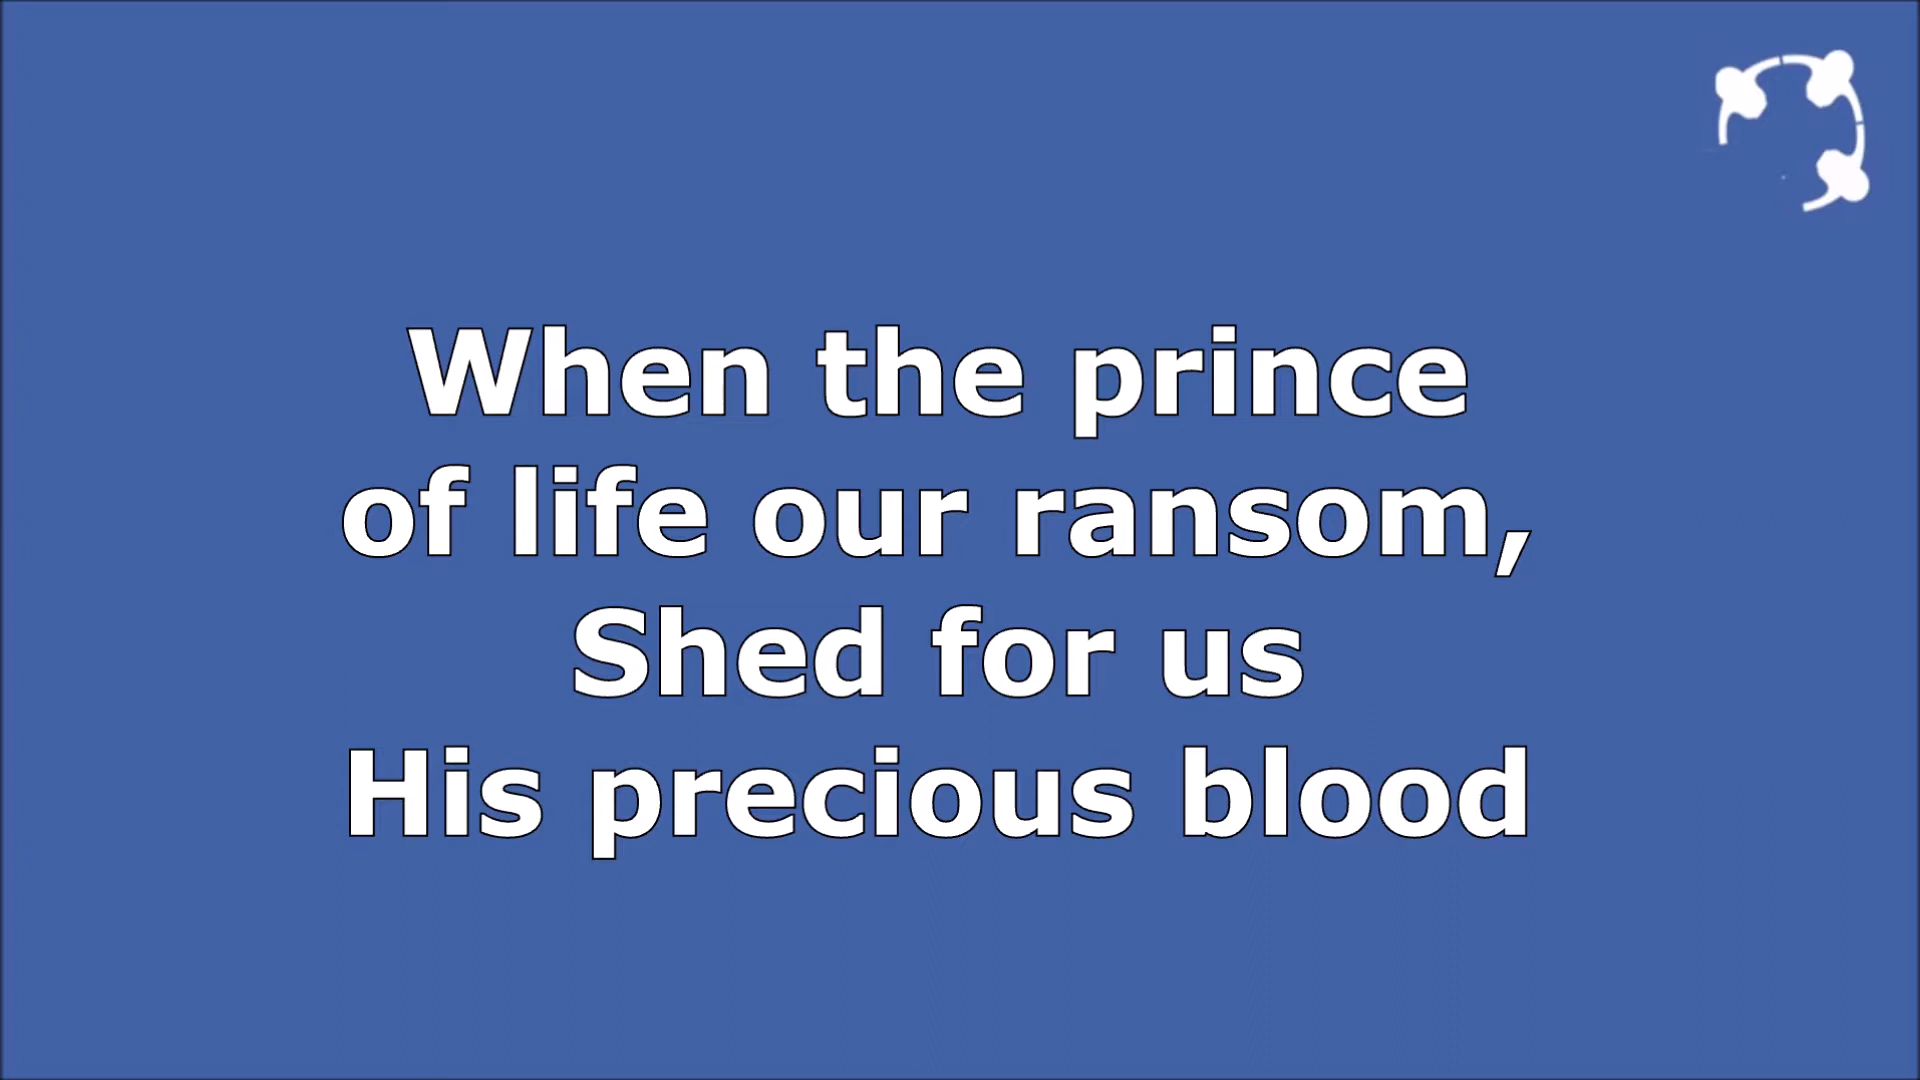 When the prince
of life our ransom,
Shed for us
His precious blood